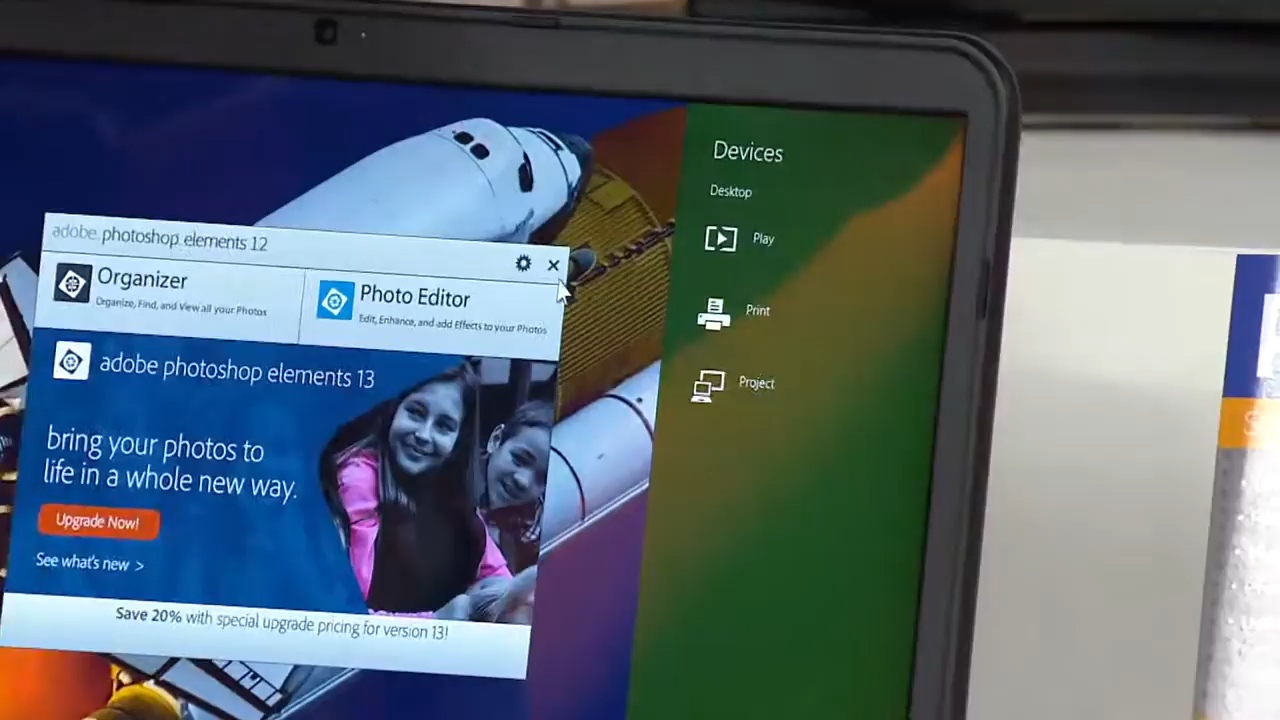 adobe photoshop elements 12
Organizer
Organize, Find, and View all your Photos
Photo Editor
Edit, Enhance, and add Effects to your Photos
adobe photoshop elements 13
bring your photos to
life in a whole new way.
Upgrade Now!
See what's new >
Save 20% with special upgrade pricing for version 13!
Devices
Desktop
Play
Print
Project